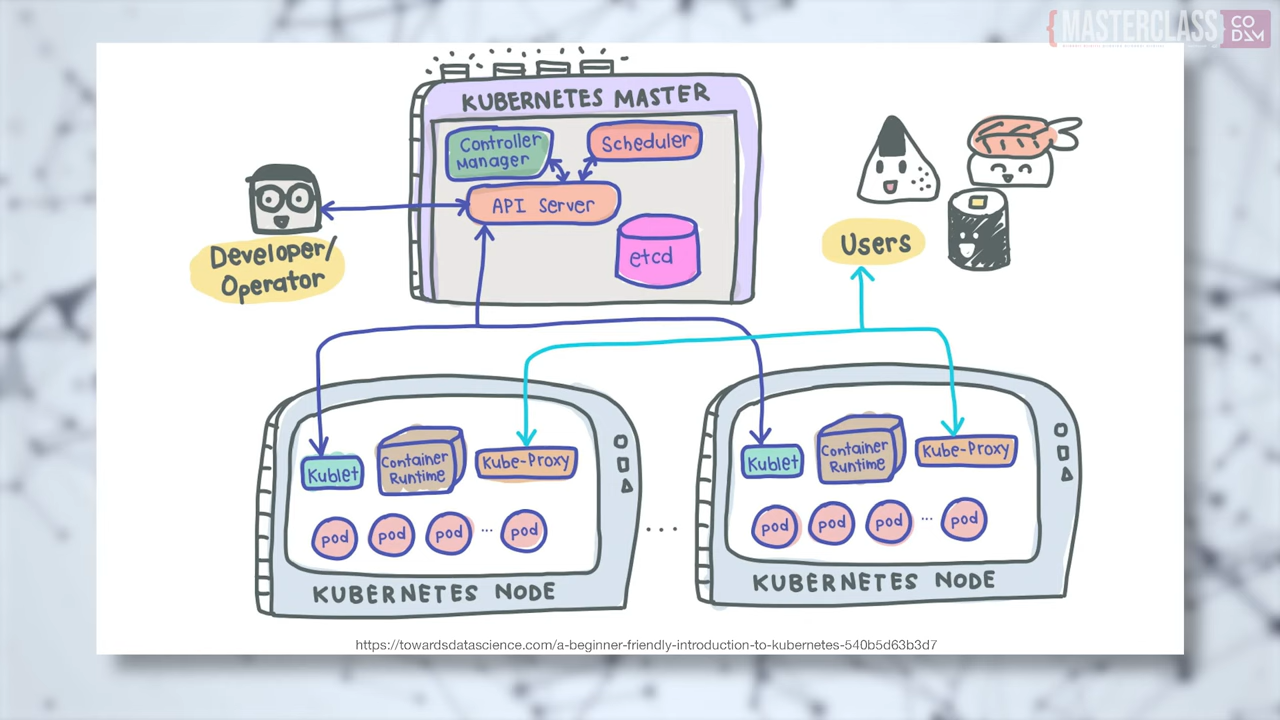 {MASTERCLASS}
CO
DAM
KUBERNETES MASTER
Controller
Manager
Scheduler
API Server
etcd
Developer/
Operator
Users
Kublet
Container
Runtime
Kube-Proxy
pod
pod
pod
...
pod
KUBERNETES NODE
...
Kublet
Container
Runtime
Kube-Proxy
pod
pod
pod
...
pod
KUBERNETES NODE
https://towardsdatascience.com/a-beginner-friendly-introduction-to-kubernetes-540b5d63b3d7